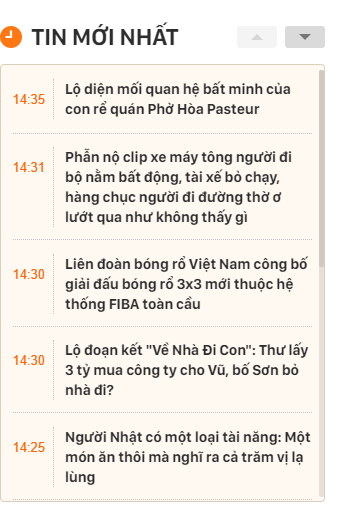 TIN MỚI NHẤT
14:35
Lộ diện mối quan hệ bất minh của
con rể quán Phở Hòa Pasteur
14:31
Phẫn nộ clip xe máy tông người đi
bộ nằm bất động, tài xế bỏ chạy,
hàng chục người đi đường thờ ơ
lướt qua như không thấy gì
14:30
Liên đoàn bóng rổ Việt Nam công bố
giải đấu bóng rổ 3x3 mới thuộc hệ
thống FIBA toàn cầu
14:30
Lộ đoạn kết "Về Nhà Đi Con": Thư lấy
3 tỷ mua công ty cho Vũ, bố Sơn bỏ
nhà đi?
14:25
Người Nhật có một loại tài năng: Một
món ăn thôi mà nghĩ ra cả trăm vị lạ
lùng